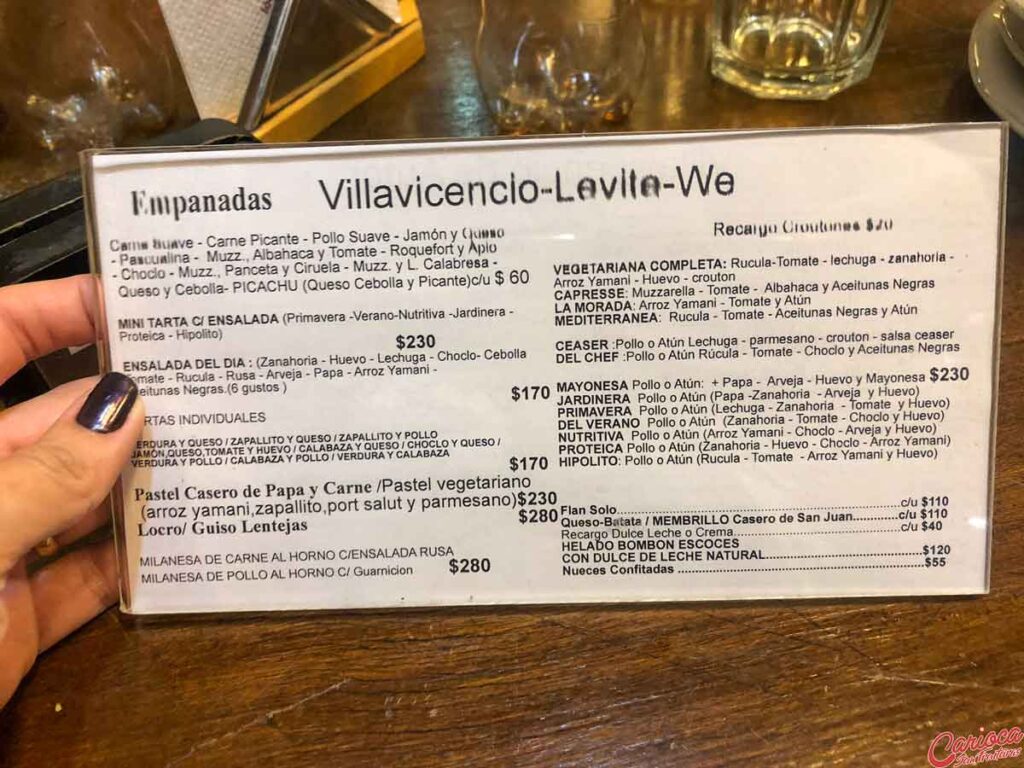 Empanadas
Villavicencio-Levite-We
Carne Suave - Carne Picante - Pollo Suave - Jamón y Queso
- Pascualina - Muzz., Albahaca y Tomate - Roquefort y Apio
- Choclo - Muzz., Panceta y Ciruela - Muzz. y L. Calabresa -
Queso y Cebolla- PICACHU (Queso Cebolla y Picante)c/u $ 60
MINI TARTA C/ ENSALADA (Primavera -Verano-Nutritiva -Jardinera -
Proteica - Hipolito)
$230
ENSALADA DEL DIA : (Zanahoria - Huevo - Lechuga - Choclo- Cebolla
omate - Rucula - Rusa - Arveja - Papa - Arroz Yamani -
eitunas Negras.(6 gustos )
$170
RTAS INDIVIDUALES
ERDURA Y QUESO / ZAPALLITO Y QUESO / ZAPALLITO Y POLLO
JAMÓN,QUESO,TOMATE Y HUEVO / CALABAZA Y QUESO / CHOCLO Y QUESO /
VERDURA Y POLLO / CALABAZA Y POLLO / VERDURA Y CALABAZA
$170
Pastel Casero de Papa y Carne /Pastel vegetariano
(arroz yamani,zapallito,port salut y parmesano)$230
Locro/ Guiso Lentejas $280
MILANESA DE CARNE AL HORNO C/ENSALADA RUSA
MILANESA DE POLLO AL HORNO C/ Guarnicion $280
Recargo Croutones $20
VEGETARIANA COMPLETA: Rucula-Tomate - lechuga - zanahoria -
Arroz Yamani - Huevo - crouton
CAPRESSE: Muzzarella - Tomate - Albahaca y Aceitunas Negras
LA MORADA: Arroz Yamani - Tomate y Atún
MEDITERRANEA: Rucula - Tomate - Aceitunas Negras y Atún
CEASER :Pollo o Atún Lechuga - parmesano - crouton - salsa ceaser
DEL CHEF :Pollo o Atún Rúcula - Tomate - Choclo y Aceitunas Negras
MAYONESA Pollo o Atún: + Papa - Arveja - Huevo y Mayonesa $230
JARDINERA Pollo o Atún (Papa -Zanahoria - Arveja y Huevo)
PRIMAVERA Pollo o Atún (Lechuga - Zanahoria - Tomate y Huevo)
DEL VERANO Pollo o Atún (Zanahoria - Tomate - Choclo y Huevo)
NUTRITIVA Pollo o Atún (Arroz Yamani - Choclo - Arveja y Huevo)
PROTEICA Pollo o Atún (Zanahoria - Huevo - Choclo - Arroz Yamani)
HIPOLITO: Pollo o Atún (Rucula - Tomate - Arroz Yamani y Huevo)
Flan Solo....................................................c/u $110
Queso-Batata / MEMBRILLO Casero de San Juan.............c/u $110
Recargo Dulce Leche o Crema..................................c/u $40
HELADO BOMBON ESCOCES
CON DULCE DE LECHE NATURAL...................................$120
Nueces Confitadas .....................................................$55
Carioca
Sem Fronteiras